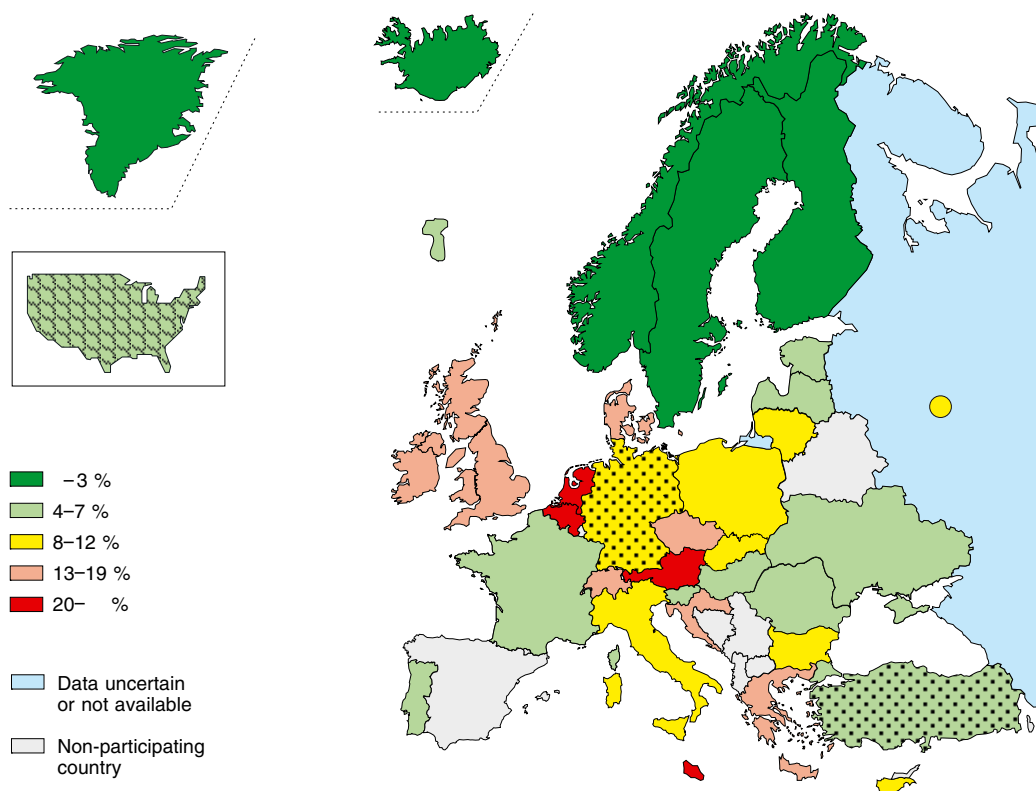 –3 %
4–7 %
8–12 %
13–19 %
20– %
Data uncertain
or not available
Non-participating
country